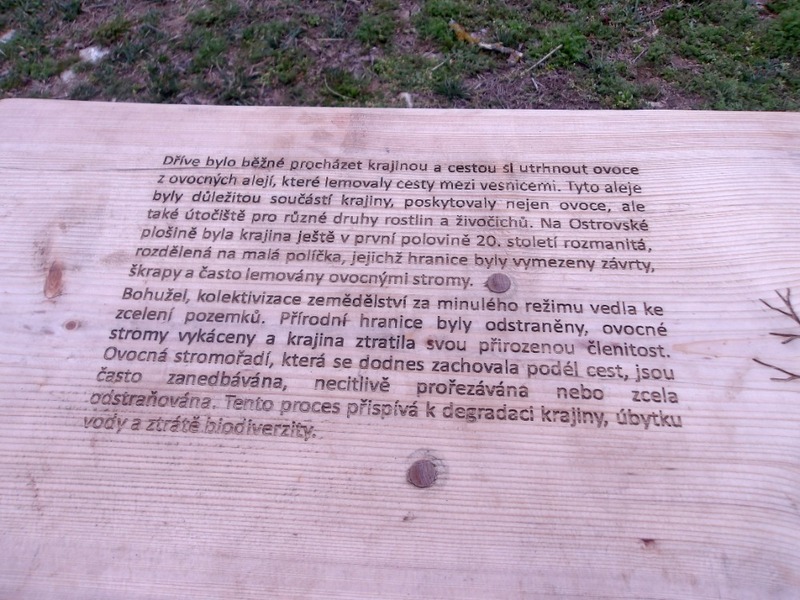 Dříve bylo běžné procházet krajinou a cestou si utrhnout ovoce
z ovocných alejí, které lemovaly cesty mezi vesnicemi. Tyto aleje
byly důležitou součástí krajiny, poskytovaly nejen ovoce, ale
také útočiště pro různé druhy rostlin a živočichů. Na Ostrovské
plošině byla krajina ještě v první polovině 20. století rozmanitá,
rozdělená na malá políčka, jejichž hranice byly vymezeny závrty,
škrapy a často lemovány ovocnými stromy.
Bohužel, kolektivizace zemědělství za minulého režimu vedla ke
zcelení pozemků. Přírodní hranice byly odstraněny, ovocné
stromy vykáceny a krajina ztratila svou přirozenou členitost.
Ovocná stromořadí, která se dodnes zachovala podél cest, jsou
často zanedbávána, necitlivě prořezávána nebo zcela
odstraňována. Tento proces přispívá k degradaci krajiny, úbytku
vody a ztrátě biodiverzity.